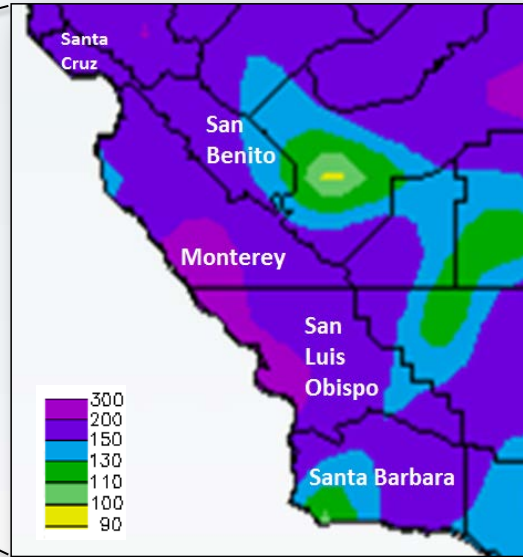 Santa
Cruz
San
Benito
Monterey
San
Luis
Obispo
Santa Barbara
300
200
150
130
110
100
90